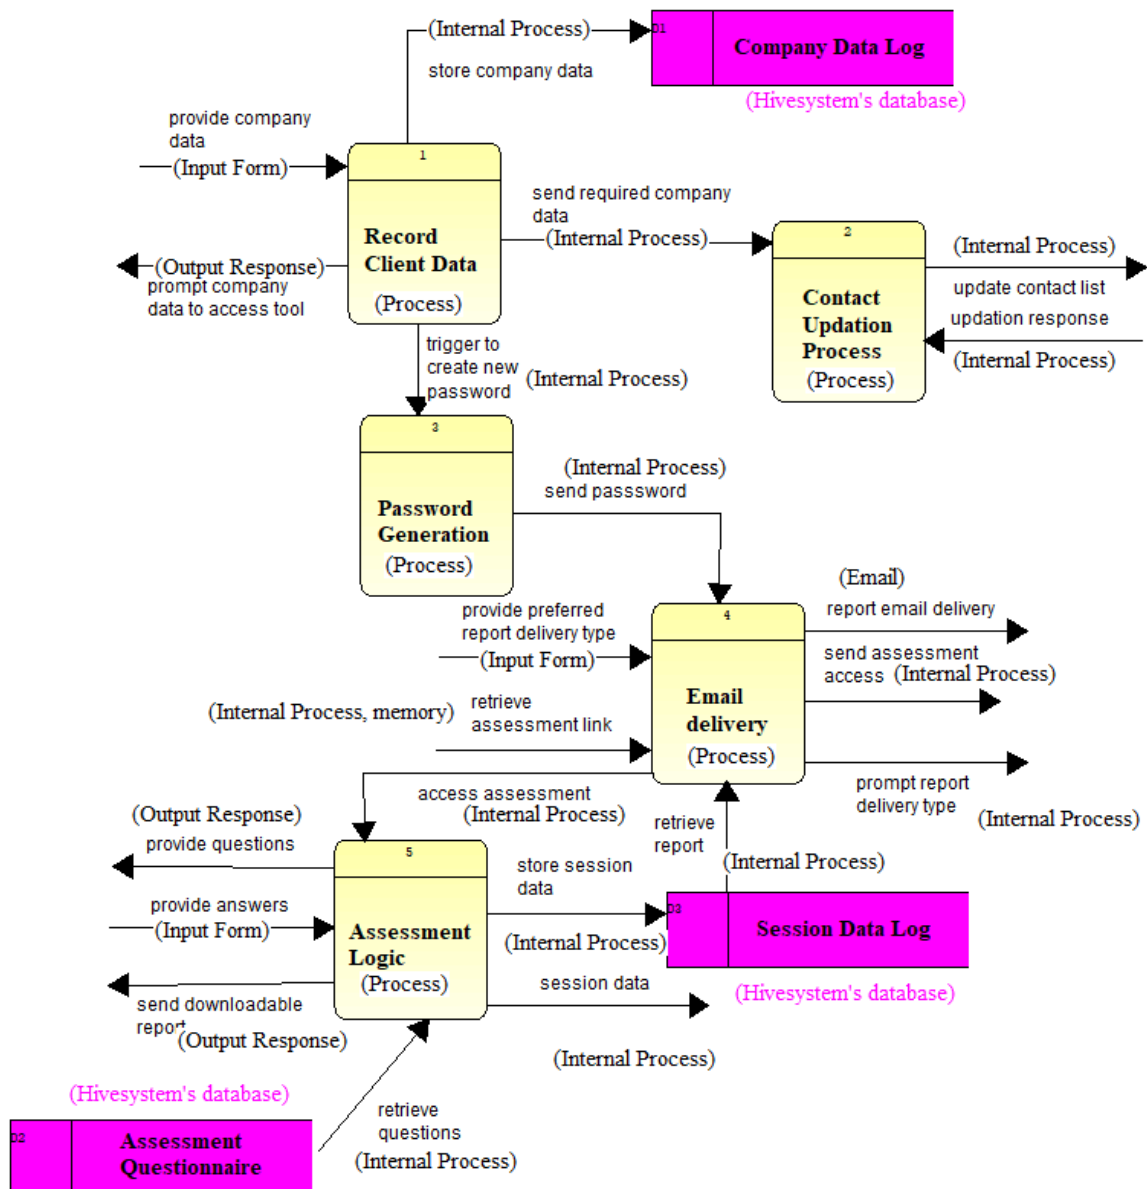 (Internal Process)
store company data
D1
Company Data Log
(Hivesystem's database)
provide company
data
(Input Form)
1
Record
Client Data
(Process)
send required company
data
(Internal Process)
2
Contact
Updation
Process
(Process)
(Internal Process)
update contact list
updation response
(Internal Process)
(Output Response)
prompt company
data to access tool
trigger to
create new
password
(Internal Process)
3
Password
Generation
(Process)
(Internal Process)
send passsword
(Email)
report email delivery
provide preferred
report delivery type
(Input Form)
4
Email
delivery
(Process)
send assessment
access
(Internal Process)
(Internal Process, memory)
retrieve
assessment link
prompt report
delivery type
(Internal Process)
access assessment
(Internal Process)
retrieve
report
(Internal Process)
(Output Response)
provide questions
5
Assessment
Logic
(Process)
store session
data
(Internal Process)
D3
Session Data Log
(Hivesystem's database)
provide answers
(Input Form)
session data
(Internal Process)
send downloadable
report
(Output Response)
(Hivesystem's database)
D2
Assessment
Questionnaire
retrieve
questions
(Internal Process)